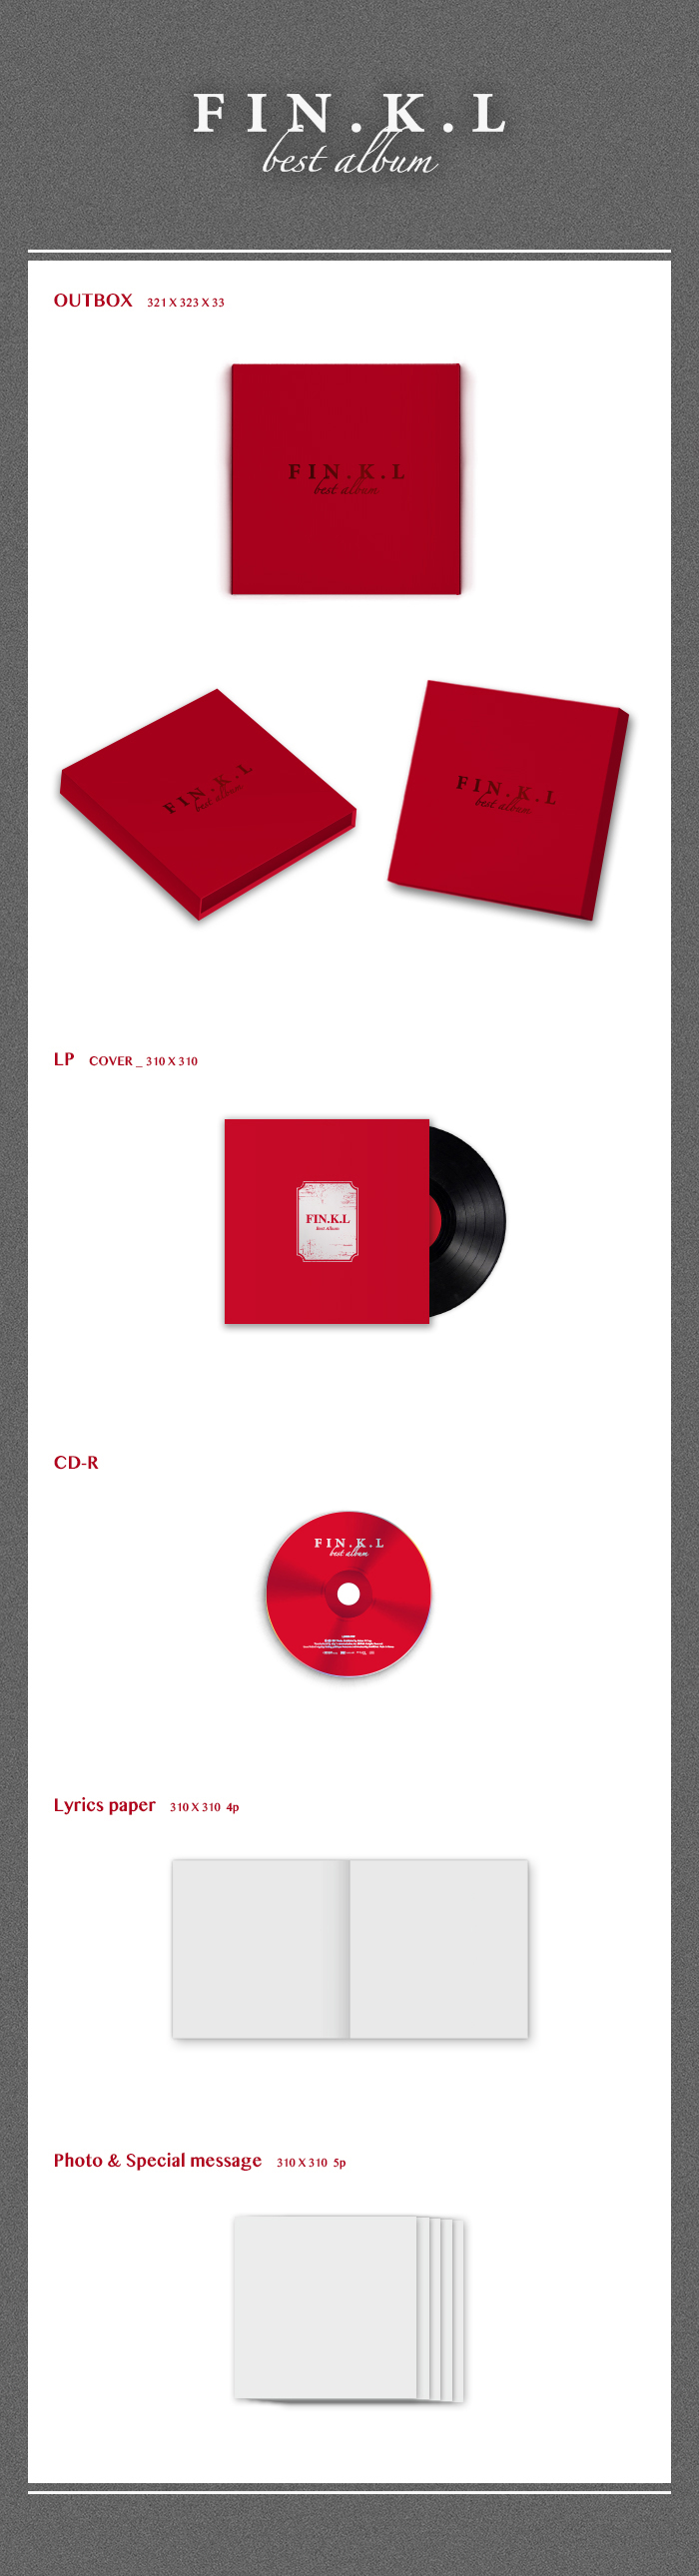 FIN.K.L
best album
OUTBOX 321 X 323 X 33
FIN.K.L
best album
FIN.K.L
best album
FIN.K.L
best album
LP COVER _ 310 X 310
FIN.K.L
Best Album
CD-R
FIN.K.L
best album
Lyrics paper 310 X 310 4p
Photo & Special message 310 X 310 5p